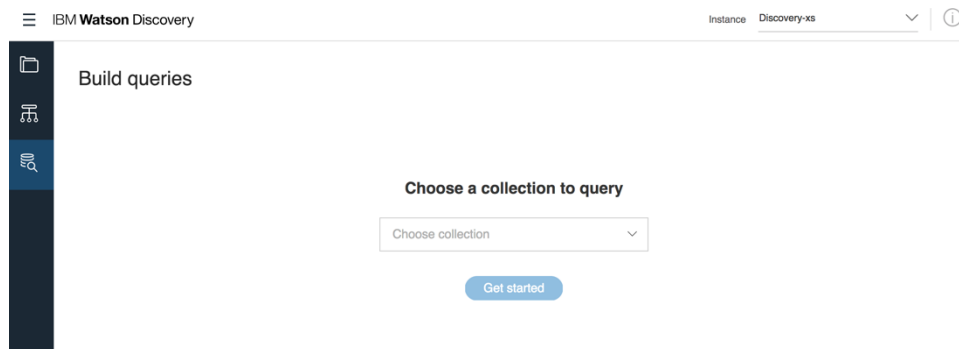 IBM Watson Discovery
Instance Discovery-xs
Build queries
Choose a collection to query
Choose collection
Get started